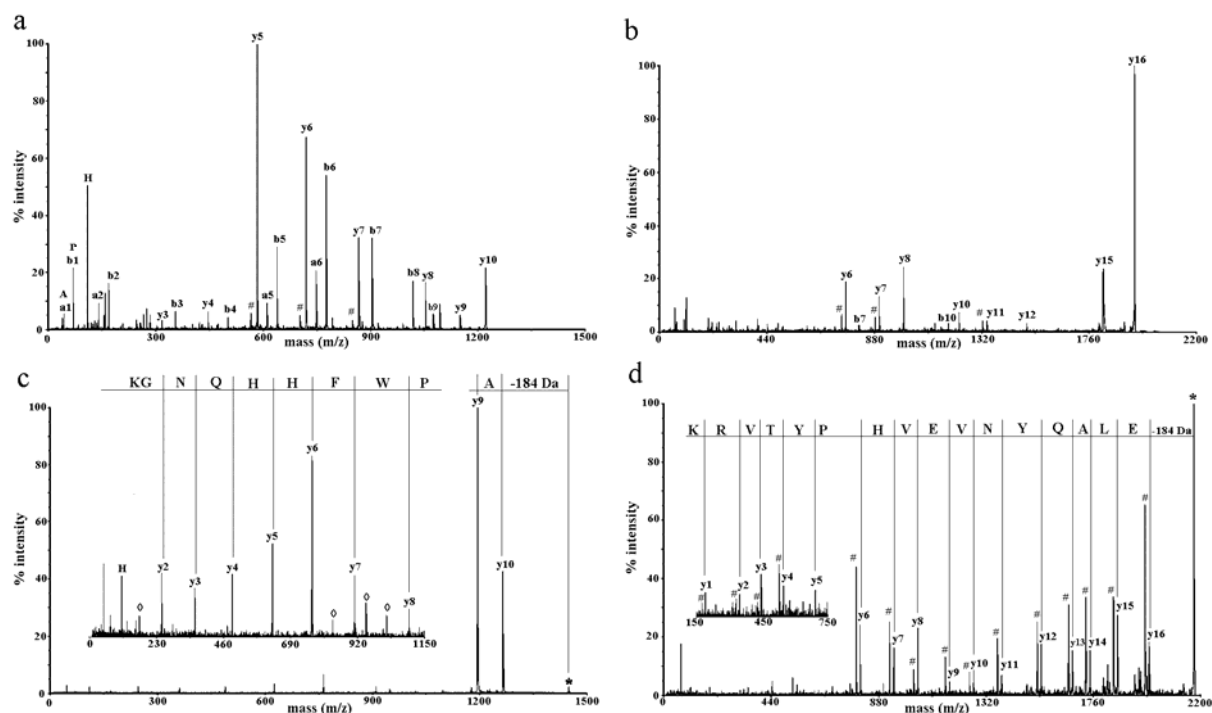 a
100
80
60
40
20
0
% intensity
y5
y6
b6
H
y7
b7
b5
P
b1
a6
y10
b2
b8
y8
A
a1
a2
a5
b3
y4
b4
#
#
#
y3
b9
y9
0
300
600
900
1200
1500
mass (m/z)
b
100
80
60
40
20
0
% intensity
y16
y15
y8
y6
y7
#
#
b7
b10
y10
#
y11
y12
0
440
880
1320
1760
2200
mass (m/z)
c
KG N Q H H F W P A -184 Da
100
80
60
40
20
0
% intensity
y9
y6
y5
H
y2
y3
y4
y7
y10
y8
◊
◊
◊
◊
*
0 230 460 690 920 1150
0 300 600 900 1200 1500
mass (m/z)
d
K R V T Y P H V E V N Y Q A L E -184 Da
*
100
80
60
40
20
0
% intensity
# y1 # y2 # y3 # y4 y5
150 450 750
# y6 # y7 # y8 # y9 # y10 # y11 # y12 # y13 # y14 # y15 # y16
0 440 880 1320 1760 2200
mass (m/z)